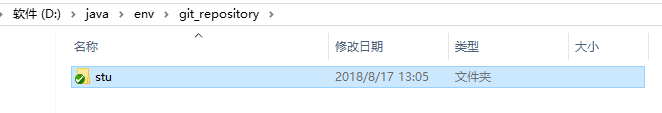 软件 (D:) > java > env > git_repository >
名称 修改日期 类型 大小
stu 2018/8/17 13:05 文件夹